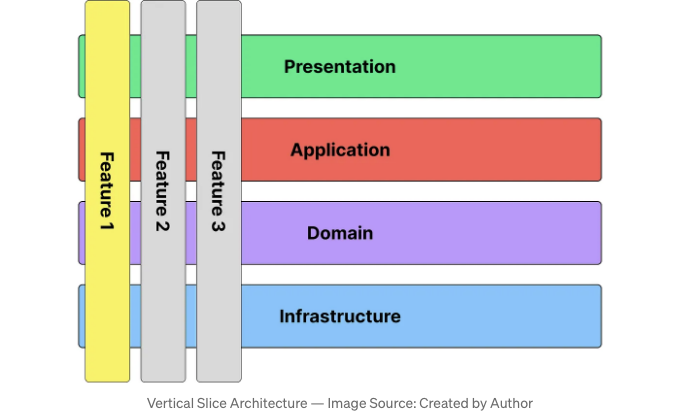 Presentation
Application
Feature 1
Feature 2
Feature 3
Domain
Infrastructure
Vertical Slice Architecture — Image Source: Created by Author